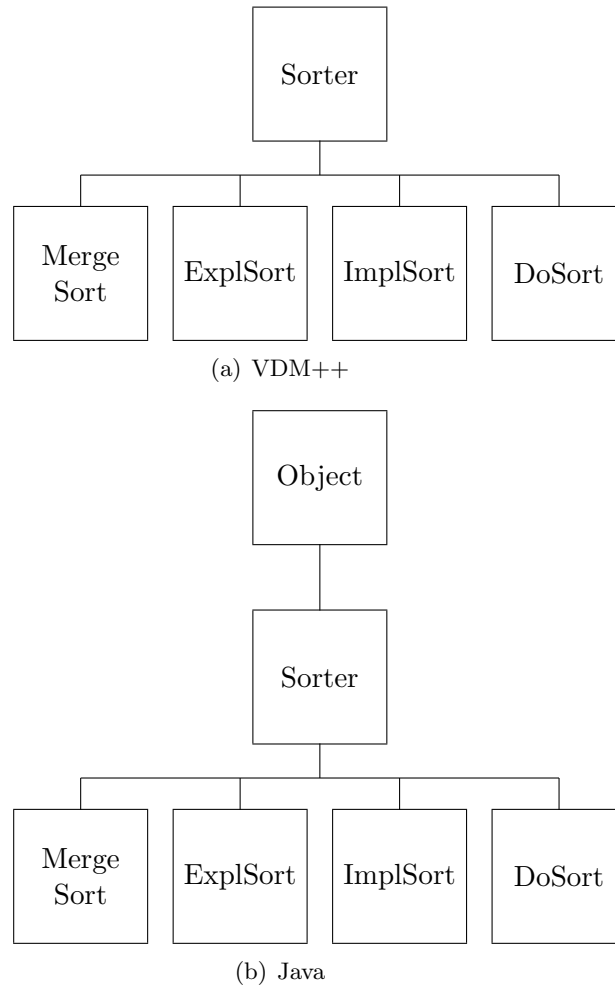 Sorter
Merge
Sort
ExplSort
ImplSort
DoSort
(a) VDM++
Object
Sorter
Merge
Sort
ExplSort
ImplSort
DoSort
(b) Java